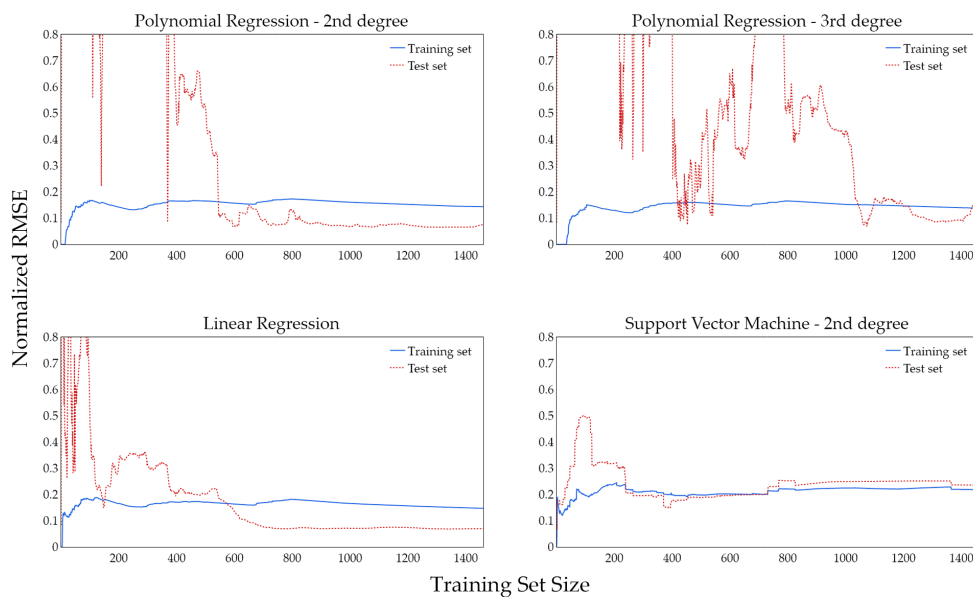 Polynomial Regression - 2nd degree
0.8
0.7
0.6
0.5
0.4
0.3
0.2
0.1
0
200 400 600 800 1000 1200 1400
Training set
Test set
Polynomial Regression - 3rd degree
0.8
0.7
0.6
0.5
0.4
0.3
0.2
0.1
0
200 400 600 800 1000 1200 1400
Training set
Test set
Normalized RMSE
Linear Regression
0.8
0.7
0.6
0.5
0.4
0.3
0.2
0.1
0
200 400 600 800 1000 1200 1400
Training set
Test set
Support Vector Machine - 2nd degree
0.8
0.7
0.6
0.5
0.4
0.3
0.2
0.1
0
200 400 600 800 1000 1200 1400
Training set
Test set
Training Set Size